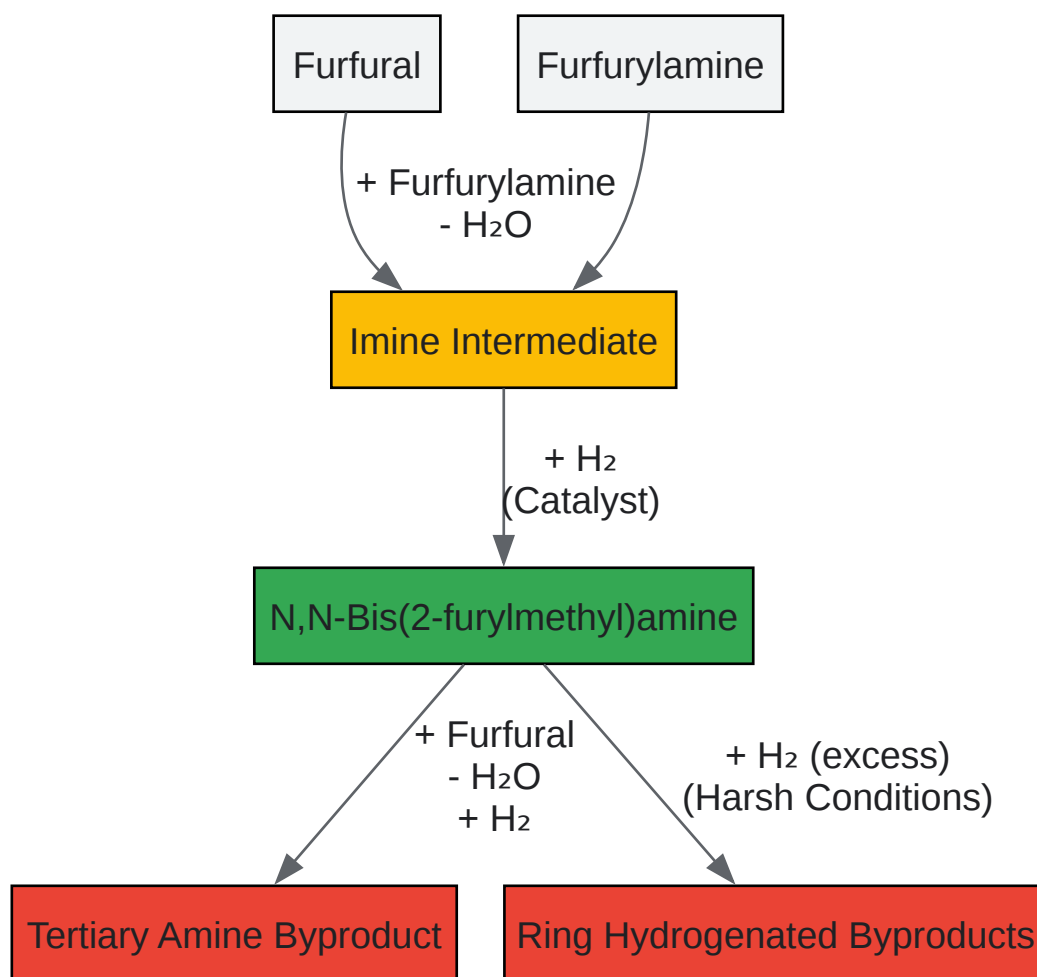 Furfural
Furfurylamine
+ Furfurylamine
- H₂O
Imine Intermediate
+ H₂
(Catalyst)
N,N-Bis(2-furylmethyl)amine
+ Furfural
- H₂O
+ H₂
+ H₂ (excess)
(Harsh Conditions)
Tertiary Amine Byproduct
Ring Hydrogenated Byproducts